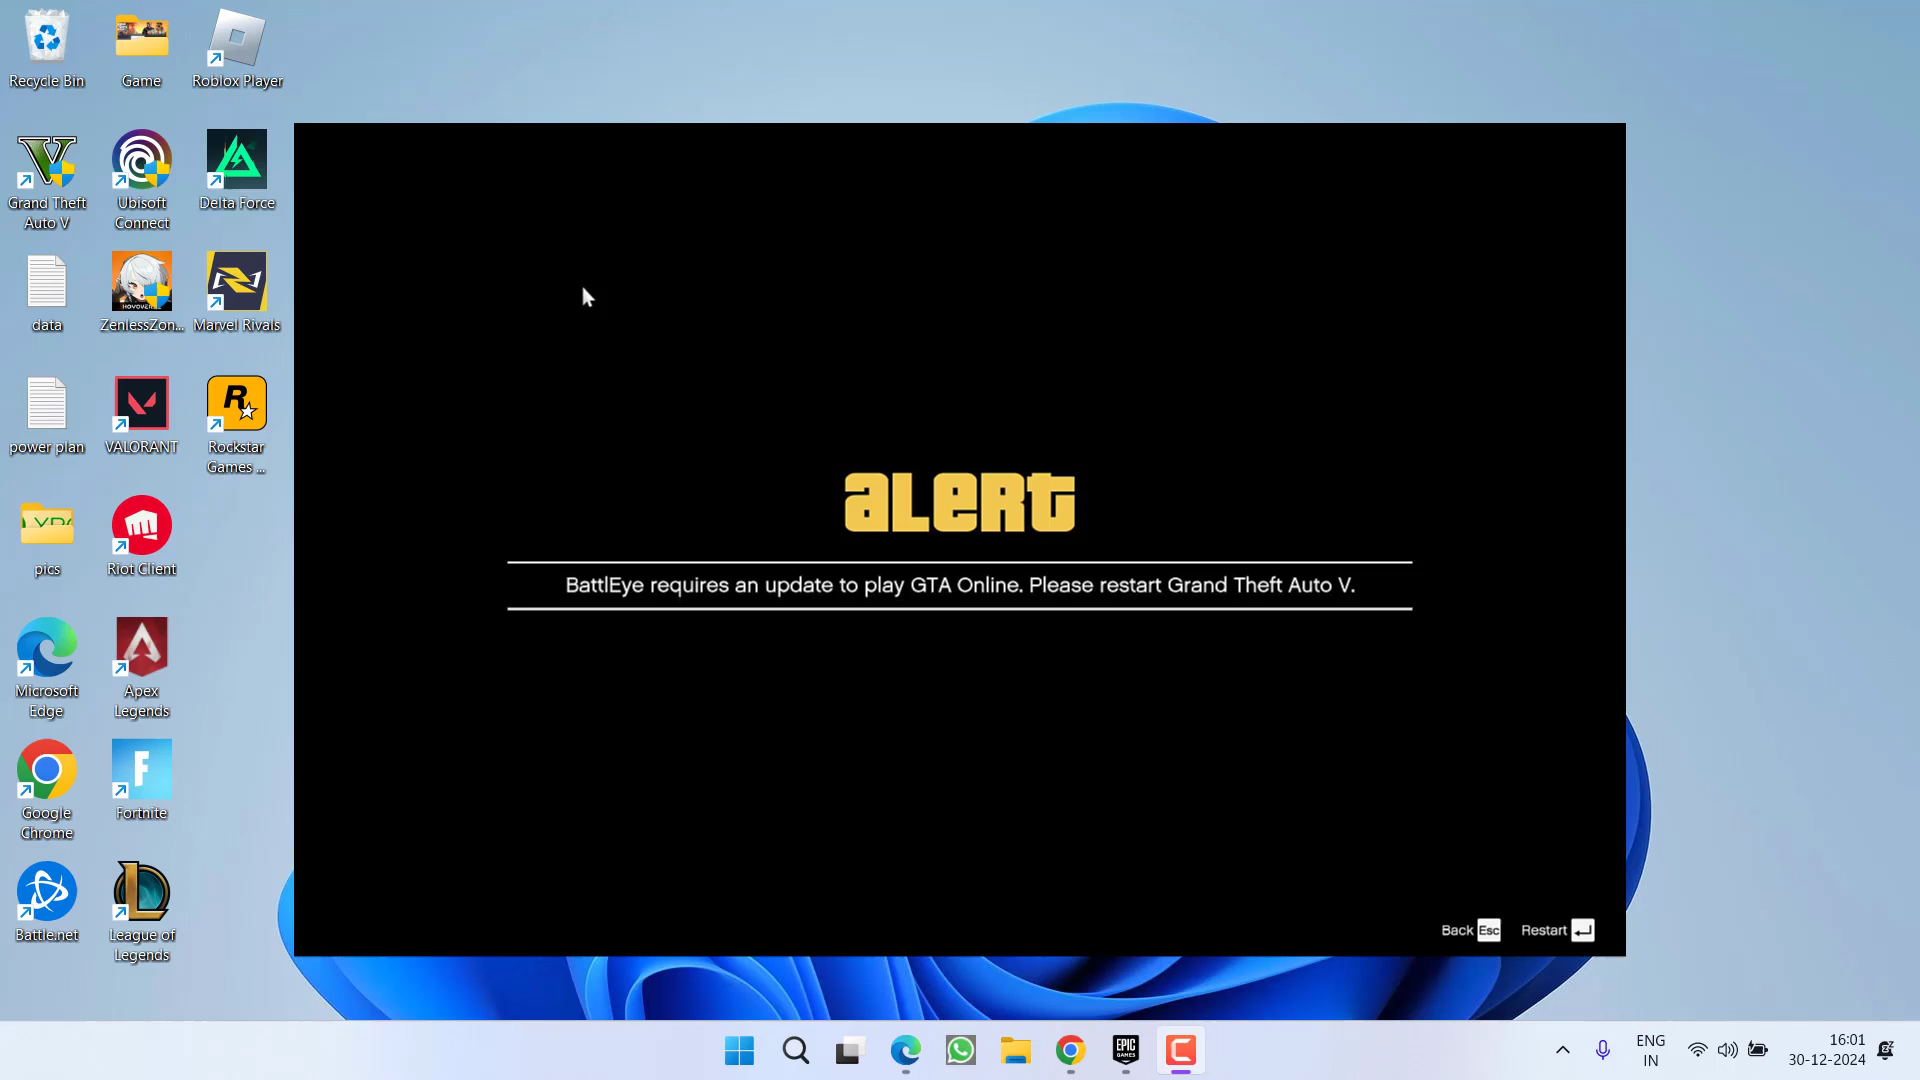 Recycle Bin
Game
Roblox Player
Grand Theft
Auto V
Ubisoft
Connect
Delta Force
data
HOYOVER
ZenlessZon...
Marvel Rivals
power plan
VALORANT
R
Rockstar
Games ...
pics
Riot Client
Microsoft
Edge
Apex
Legends
Google
Chrome
F
Fortnite
Battle.net
League of
Legends
alert
BattlEye requires an update to play GTA Online. Please restart Grand Theft Auto V.
Back Esc Restart
EPIC
GAMES
ENG
IN
16:01
30-12-2024